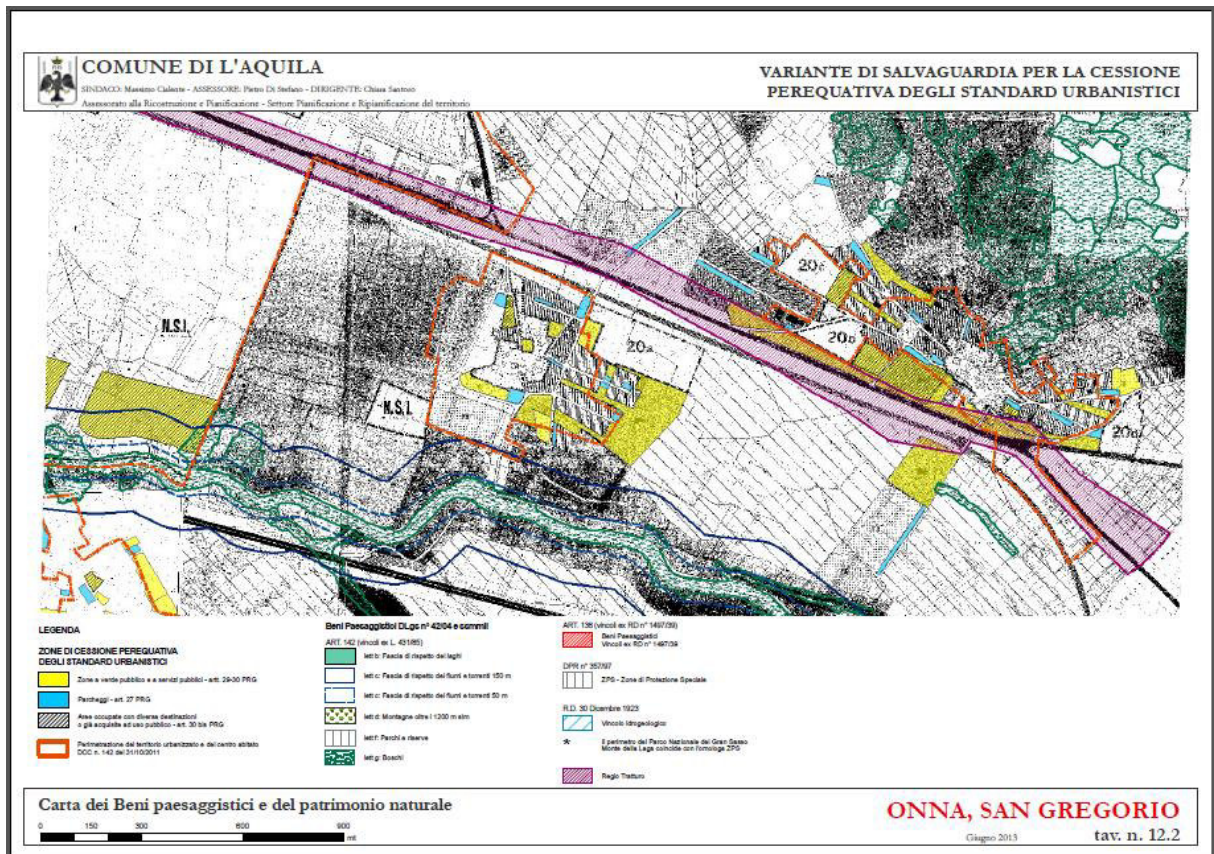 COMUNE DI L'AQUILA
SINDACO: Massimo Cialente - ASSESSORE: Pietro Di Stefano - DIRIGENTE: Chiara Santoro
Assessorato alla Ricostruzione e Pianificazione - Settore Pianificazione e Ripianificazione del territorio
VARIANTE DI SALVAGUARDIA PER LA CESSIONE
PEREQUATIVA DEGLI STANDARD URBANISTICI
N.S.I.
N.S.I.
20a
20c
20b
20d
LEGENDA
ZONE DI CESSIONE PEREQUATIVA
DEGLI STANDARD URBANISTICI
Zone a verde pubblico e a servizi pubblici - artt. 29-30 PRG
Parcheggi - art. 27 PRG
Aree occupate con diverse destinazioni
o già acquisite ad uso pubblico - art. 30 bis PRG
Perimetrazione del territorio urbanizzato e del centro abitato
DCC n. 142 del 31/10/2011
Beni Paesaggistici DLgs n° 42/04 e ssmmii
ART. 142 (vincoli ex L. 431/85)
lett b: Fascia di rispetto dei laghi
lett c: Fascia di rispetto dei fiumi e torrenti 150 m
lett c: Fascia di rispetto dei fiumi e torrenti 50 m
lett d: Montagne oltre i 1200 m slm
lett f: Parchi e riserve
lett g: Boschi
ART. 136 (vincoli ex RD n° 1497/39)
Beni Paesaggistici
Vincoli ex RD n° 1497/39
DPR n° 357/97
ZPS - Zone di Protezione Speciale
R.D. 30 Dicembre 1923
Vincolo Idrogeologico
* Il perimetro del Parco Nazionale del Gran Sasso
Monte della Laga coincide con l'omologa ZPS
Regio Tratturo
Carta dei Beni paesaggistici e del patrimonio naturale
0 150 300 600 900
mt
ONNA, SAN GREGORIO
Giugno 2013
tav. n. 12.2